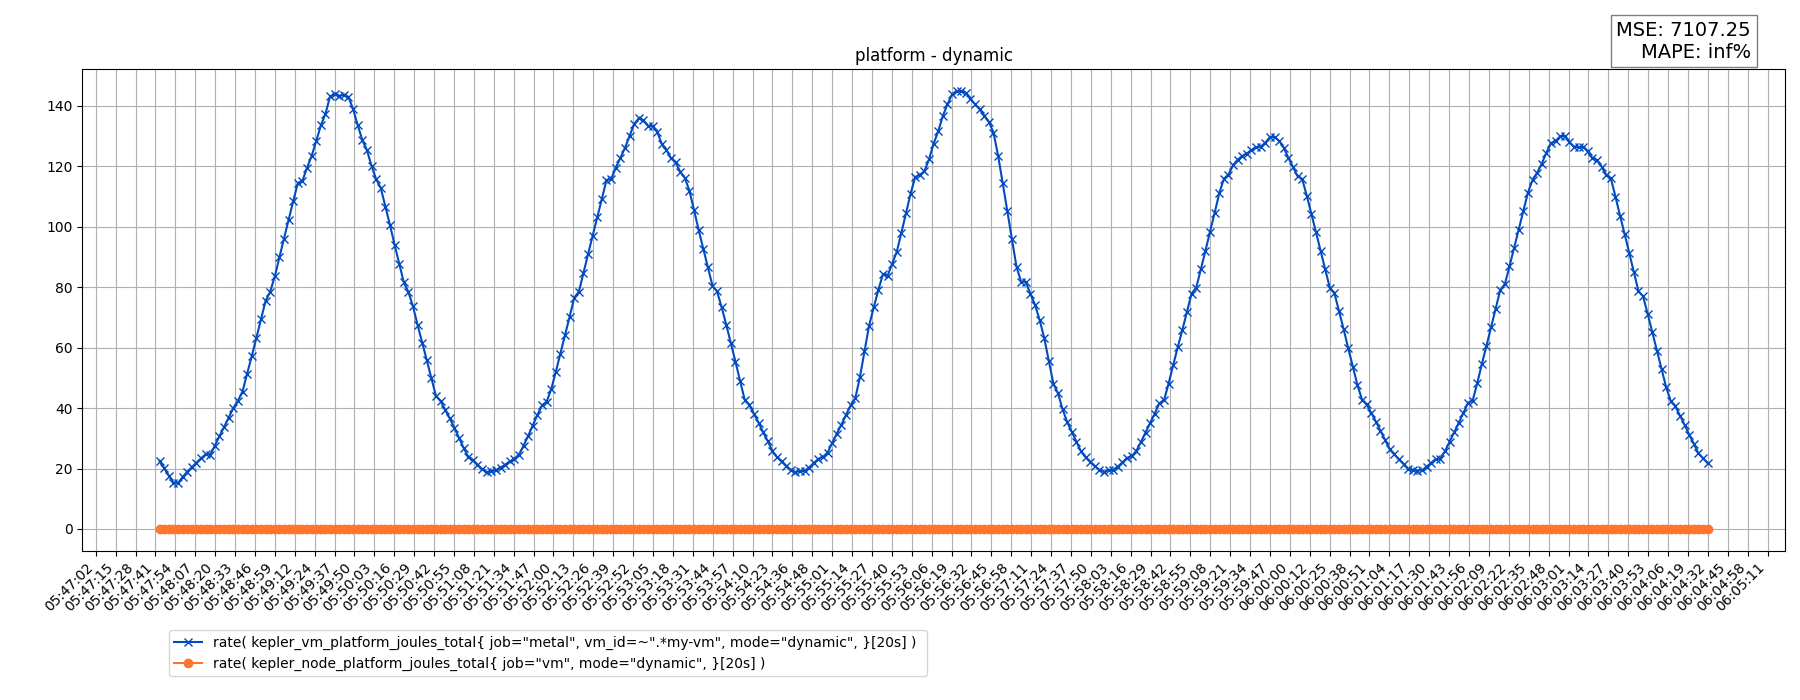 MSE: 7107.25
MAPE: inf%
platform - dynamic
140
120
100
80
60
40
20
0
05:47:02 05:47:15 05:47:28 05:47:41 05:47:54 05:48:07 05:48:20 05:48:33 05:48:46 05:48:59 05:49:12 05:49:24 05:49:37 05:49:50 05:50:03 05:50:16 05:50:29 05:50:42 05:50:55 05:51:08 05:51:21 05:51:34 05:51:47 05:52:00 05:52:13 05:52:26 05:52:39 05:52:52 05:53:05 05:53:18 05:53:31 05:53:44 05:53:57 05:54:10 05:54:23 05:54:36 05:54:48 05:55:01 05:55:14 05:55:27 05:55:40 05:55:53 05:56:06 05:56:19 05:56:32 05:56:45 05:56:58 05:57:11 05:57:24 05:57:37 05:57:50 05:58:03 05:58:16 05:58:29 05:58:42 05:58:55 05:59:08 05:59:21 05:59:34 05:59:47 06:00:00 06:00:12 06:00:25 06:00:38 06:00:51 06:01:04 06:01:17 06:01:30 06:01:43 06:01:56 06:02:09 06:02:22 06:02:35 06:02:48 06:03:01 06:03:14 06:03:27 06:03:40 06:03:53 06:04:06 06:04:19 06:04:32 06:04:45 06:04:58 06:05:11
rate( kepler_vm_platform_joules_total{ job="metal", vm_id=~".*my-vm", mode="dynamic", }[20s] )
rate( kepler_node_platform_joules_total{ job="vm", mode="dynamic", }[20s] )